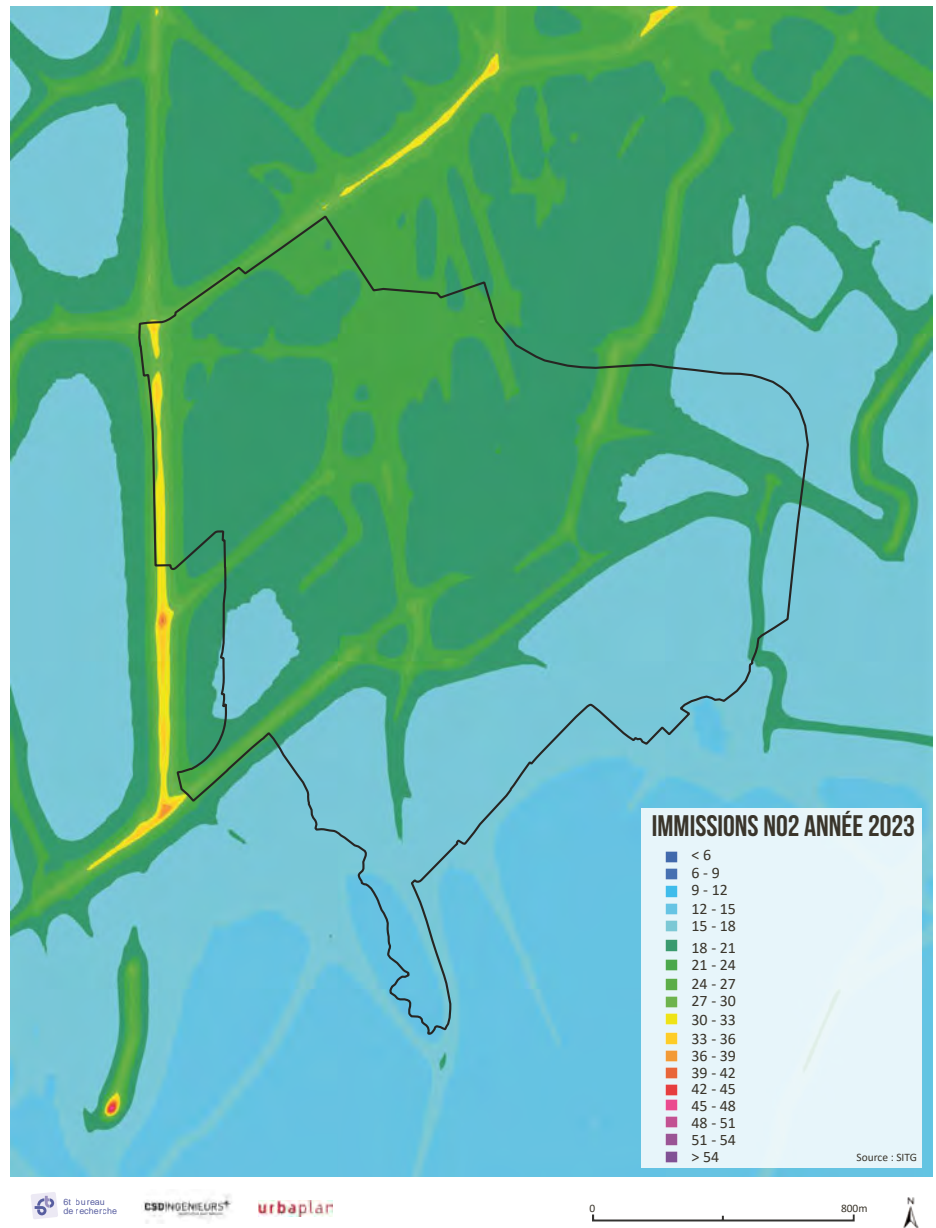 IMMISSIONS NO2 ANNÉE 2023
< 6
6 - 9
9 - 12
12 - 15
15 - 18
18 - 21
21 - 24
24 - 27
27 - 30
30 - 33
33 - 36
36 - 39
39 - 42
42 - 45
45 - 48
48 - 51
51 - 54
> 54
Source : SITG
6t bureau
de recherche
CSDINGENIEURS+
urbaplan
0
800m
N